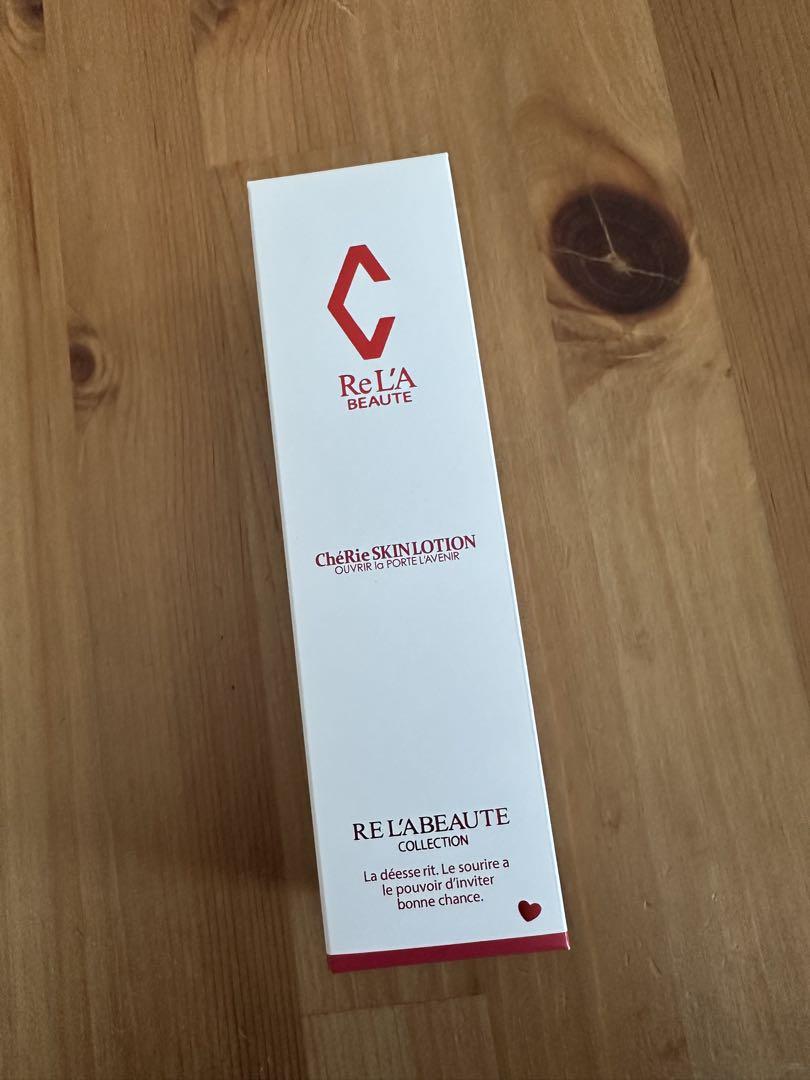 Re L'A
BEAUTE
ChéRie SKIN LOTION
OUVRIR la PORTE L'AVENIR
RE L'ABEAUTE
COLLECTION
La déesse rit. Le sourire a
le pouvoir d'inviter
bonne chance.